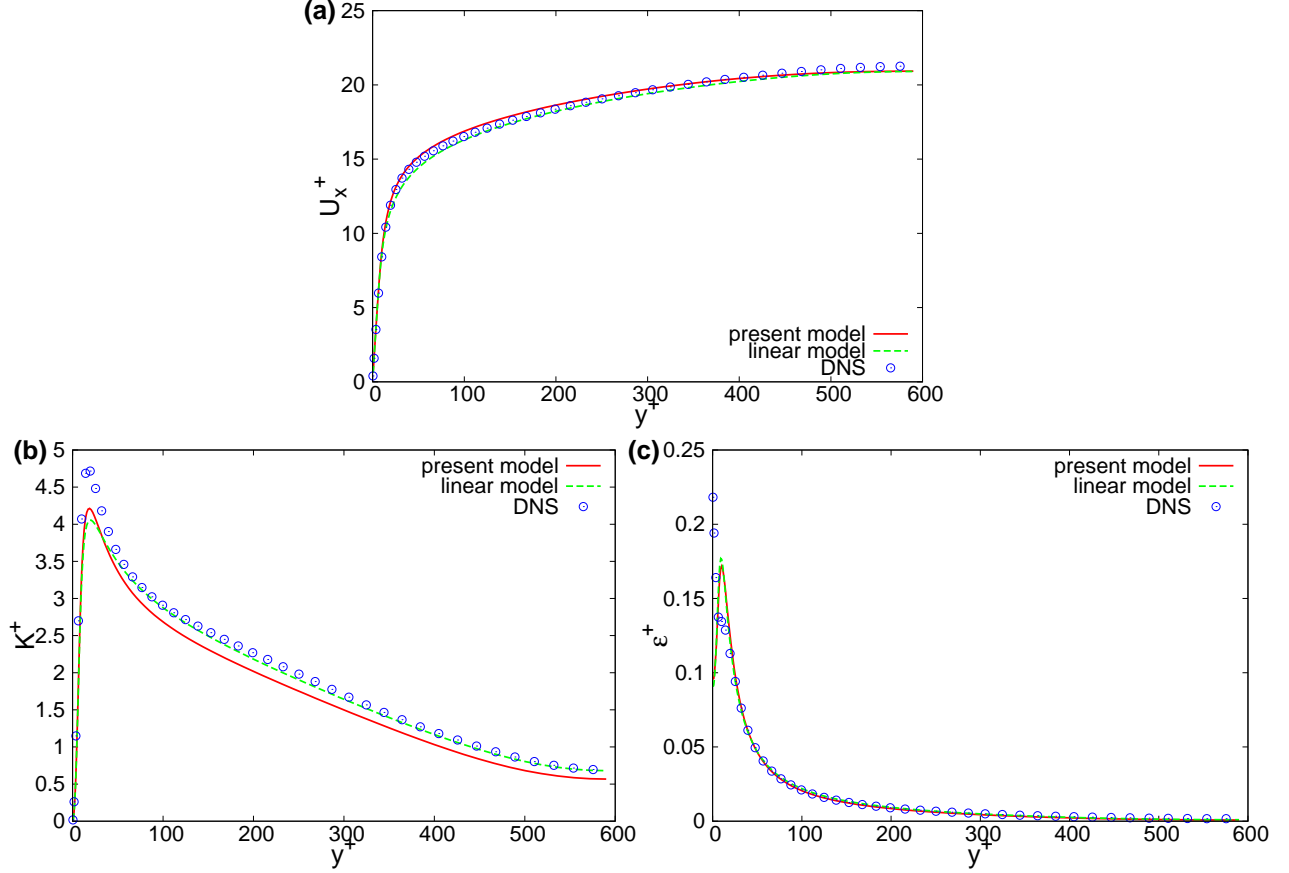 (a)
25
20
15
10
5
0
U_x^+
present model
linear model
DNS
0 100 200 300 400 500 600
y^+
(b)
5
4.5
4
3.5
3
2.5
2
1.5
1
0.5
0
K^+
present model
linear model
DNS
0 100 200 300 400 500 600
y^+
(c)
0.25
0.2
0.15
0.1
0.05
0
ε^+
present model
linear model
DNS
0 100 200 300 400 500 600
y^+